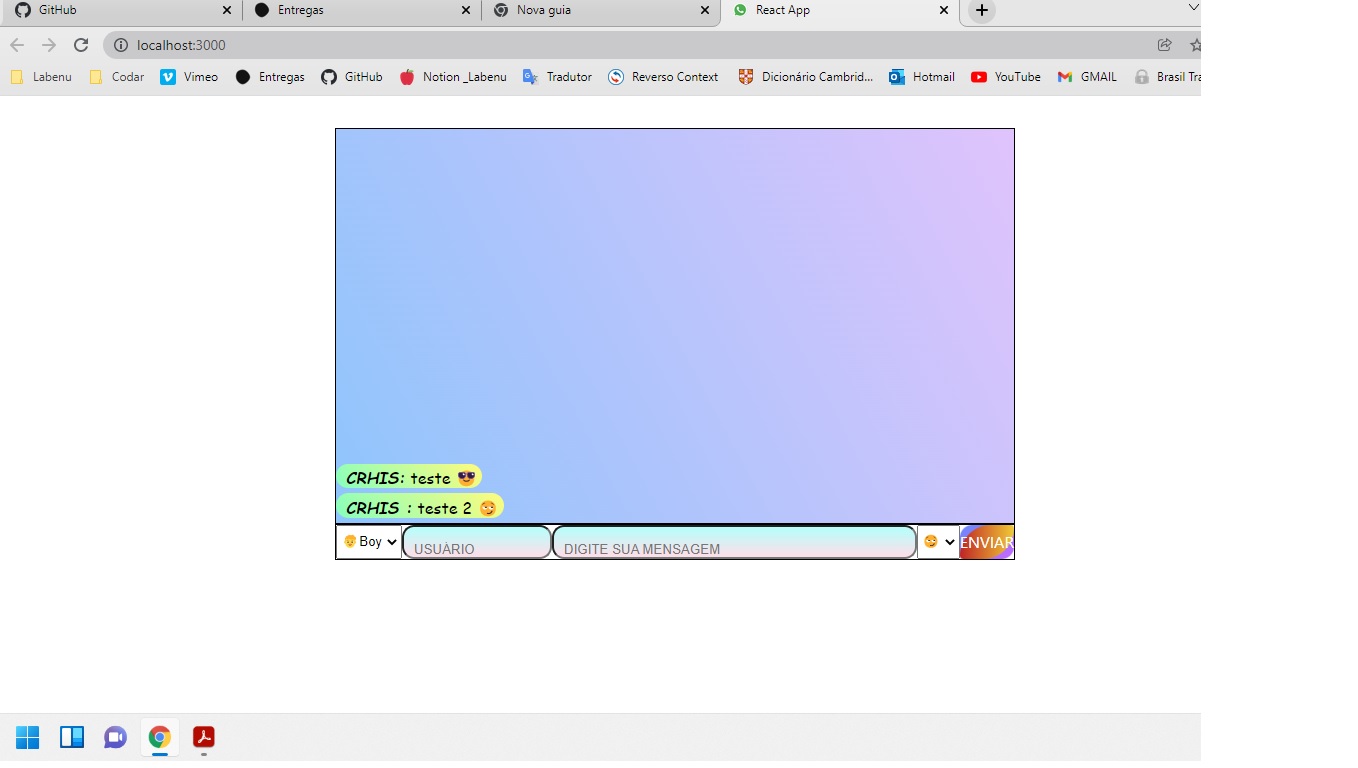 GitHub Entregas Nova guia React App
localhost:3000
Labenu Codar Vimeo Entregas GitHub Notion _Labenu Tradutor Reverso Context Dicionário Cambrid... Hotmail YouTube GMAIL Brasil Tra
CRHIS: teste 😎
CRHIS : teste 2 😏
Boy USUÀRIO DIGITE SUA MENSAGEM ENVIAR